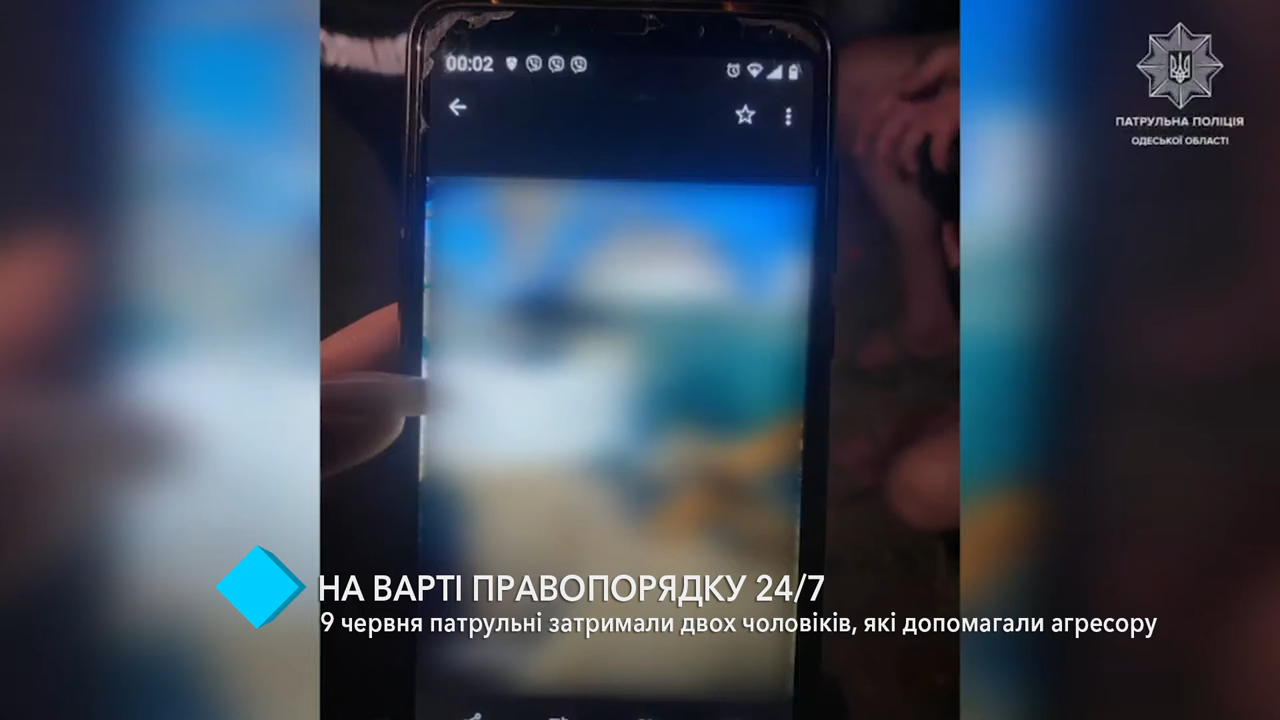 00:02
ПАТРУЛЬНА ПОЛІЦІЯ
ОДЕСЬКОЇ ОБЛАСТІ
НА ВАРТІ ПРАВОПОРЯДКУ 24/7
9 червня патрульні затримали двох чоловіків, які допомагали агресору